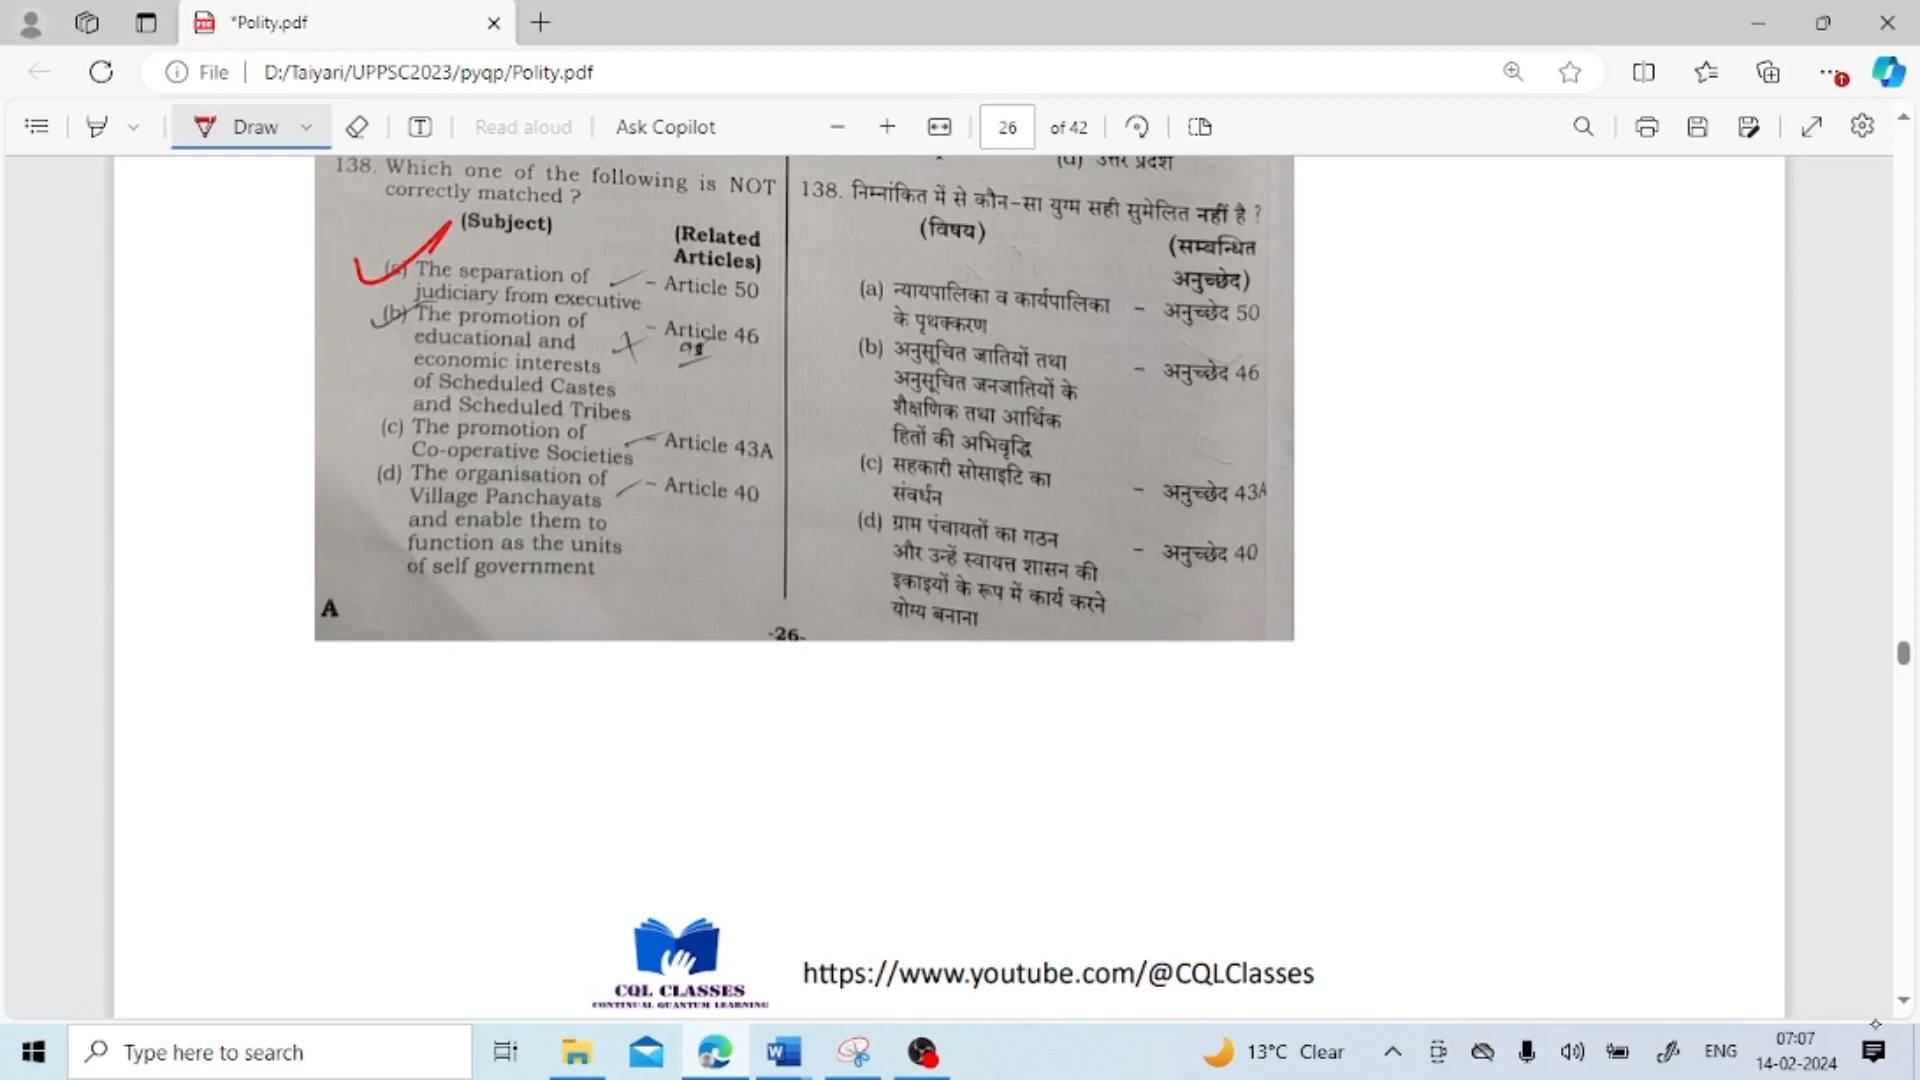 *Polity.pdf
File
D:/Taiyari/UPPSC2023/pyqp/Polity.pdf
Draw
Read aloud
Ask Copilot
26
of 42
138. Which one of the following is NOT
correctly matched ?
(Subject)
(Related
Articles)
(a) The separation of
judiciary from executive
- Article 50
(b) The promotion of
educational and
economic interests
of Scheduled Castes
and Scheduled Tribes
- Article 46
(c) The promotion of
Co-operative Societies
- Article 43A
(d) The organisation of
Village Panchayats
and enable them to
function as the units
of self government
- Article 40
A
-26-
उत्तर प्रदेश
138. निम्नांकित में से कौन-सा युग्म सही सुमेलित नहीं है ?
(विषय)
(सम्बन्धित
अनुच्छेद)
(a) न्यायपालिका व कार्यपालिका
के पृथक्करण
- अनुच्छेद 50
(b) अनुसूचित जातियों तथा
अनुसूचित जनजातियों के
शैक्षणिक तथा आर्थिक
हितों की अभिवृद्धि
- अनुच्छेद 46
(c) सहकारी सोसाइटि का
संवर्धन
- अनुच्छेद 43A
(d) ग्राम पंचायतों का गठन
और उन्हें स्वायत्त शासन की
इकाइयों के रूप में कार्य करने
योग्य बनाना
- अनुच्छेद 40
CQL CLASSES
CONTINUAL QUANTUM LEARNING
https://www.youtube.com/@CQLClasses
Type here to search
13°C Clear
ENG
07:07
14-02-2024